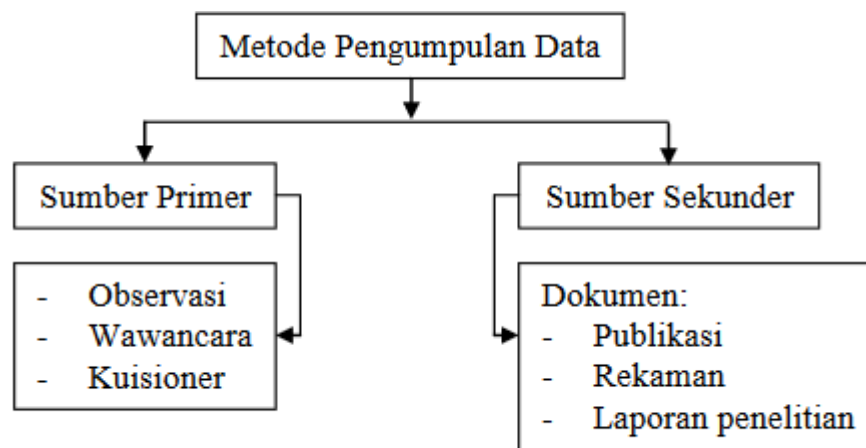 Metode Pengumpulan Data
Sumber Primer
Sumber Sekunder
- Observasi
- Wawancara
- Kuisioner
Dokumen:
- Publikasi
- Rekaman
- Laporan penelitian